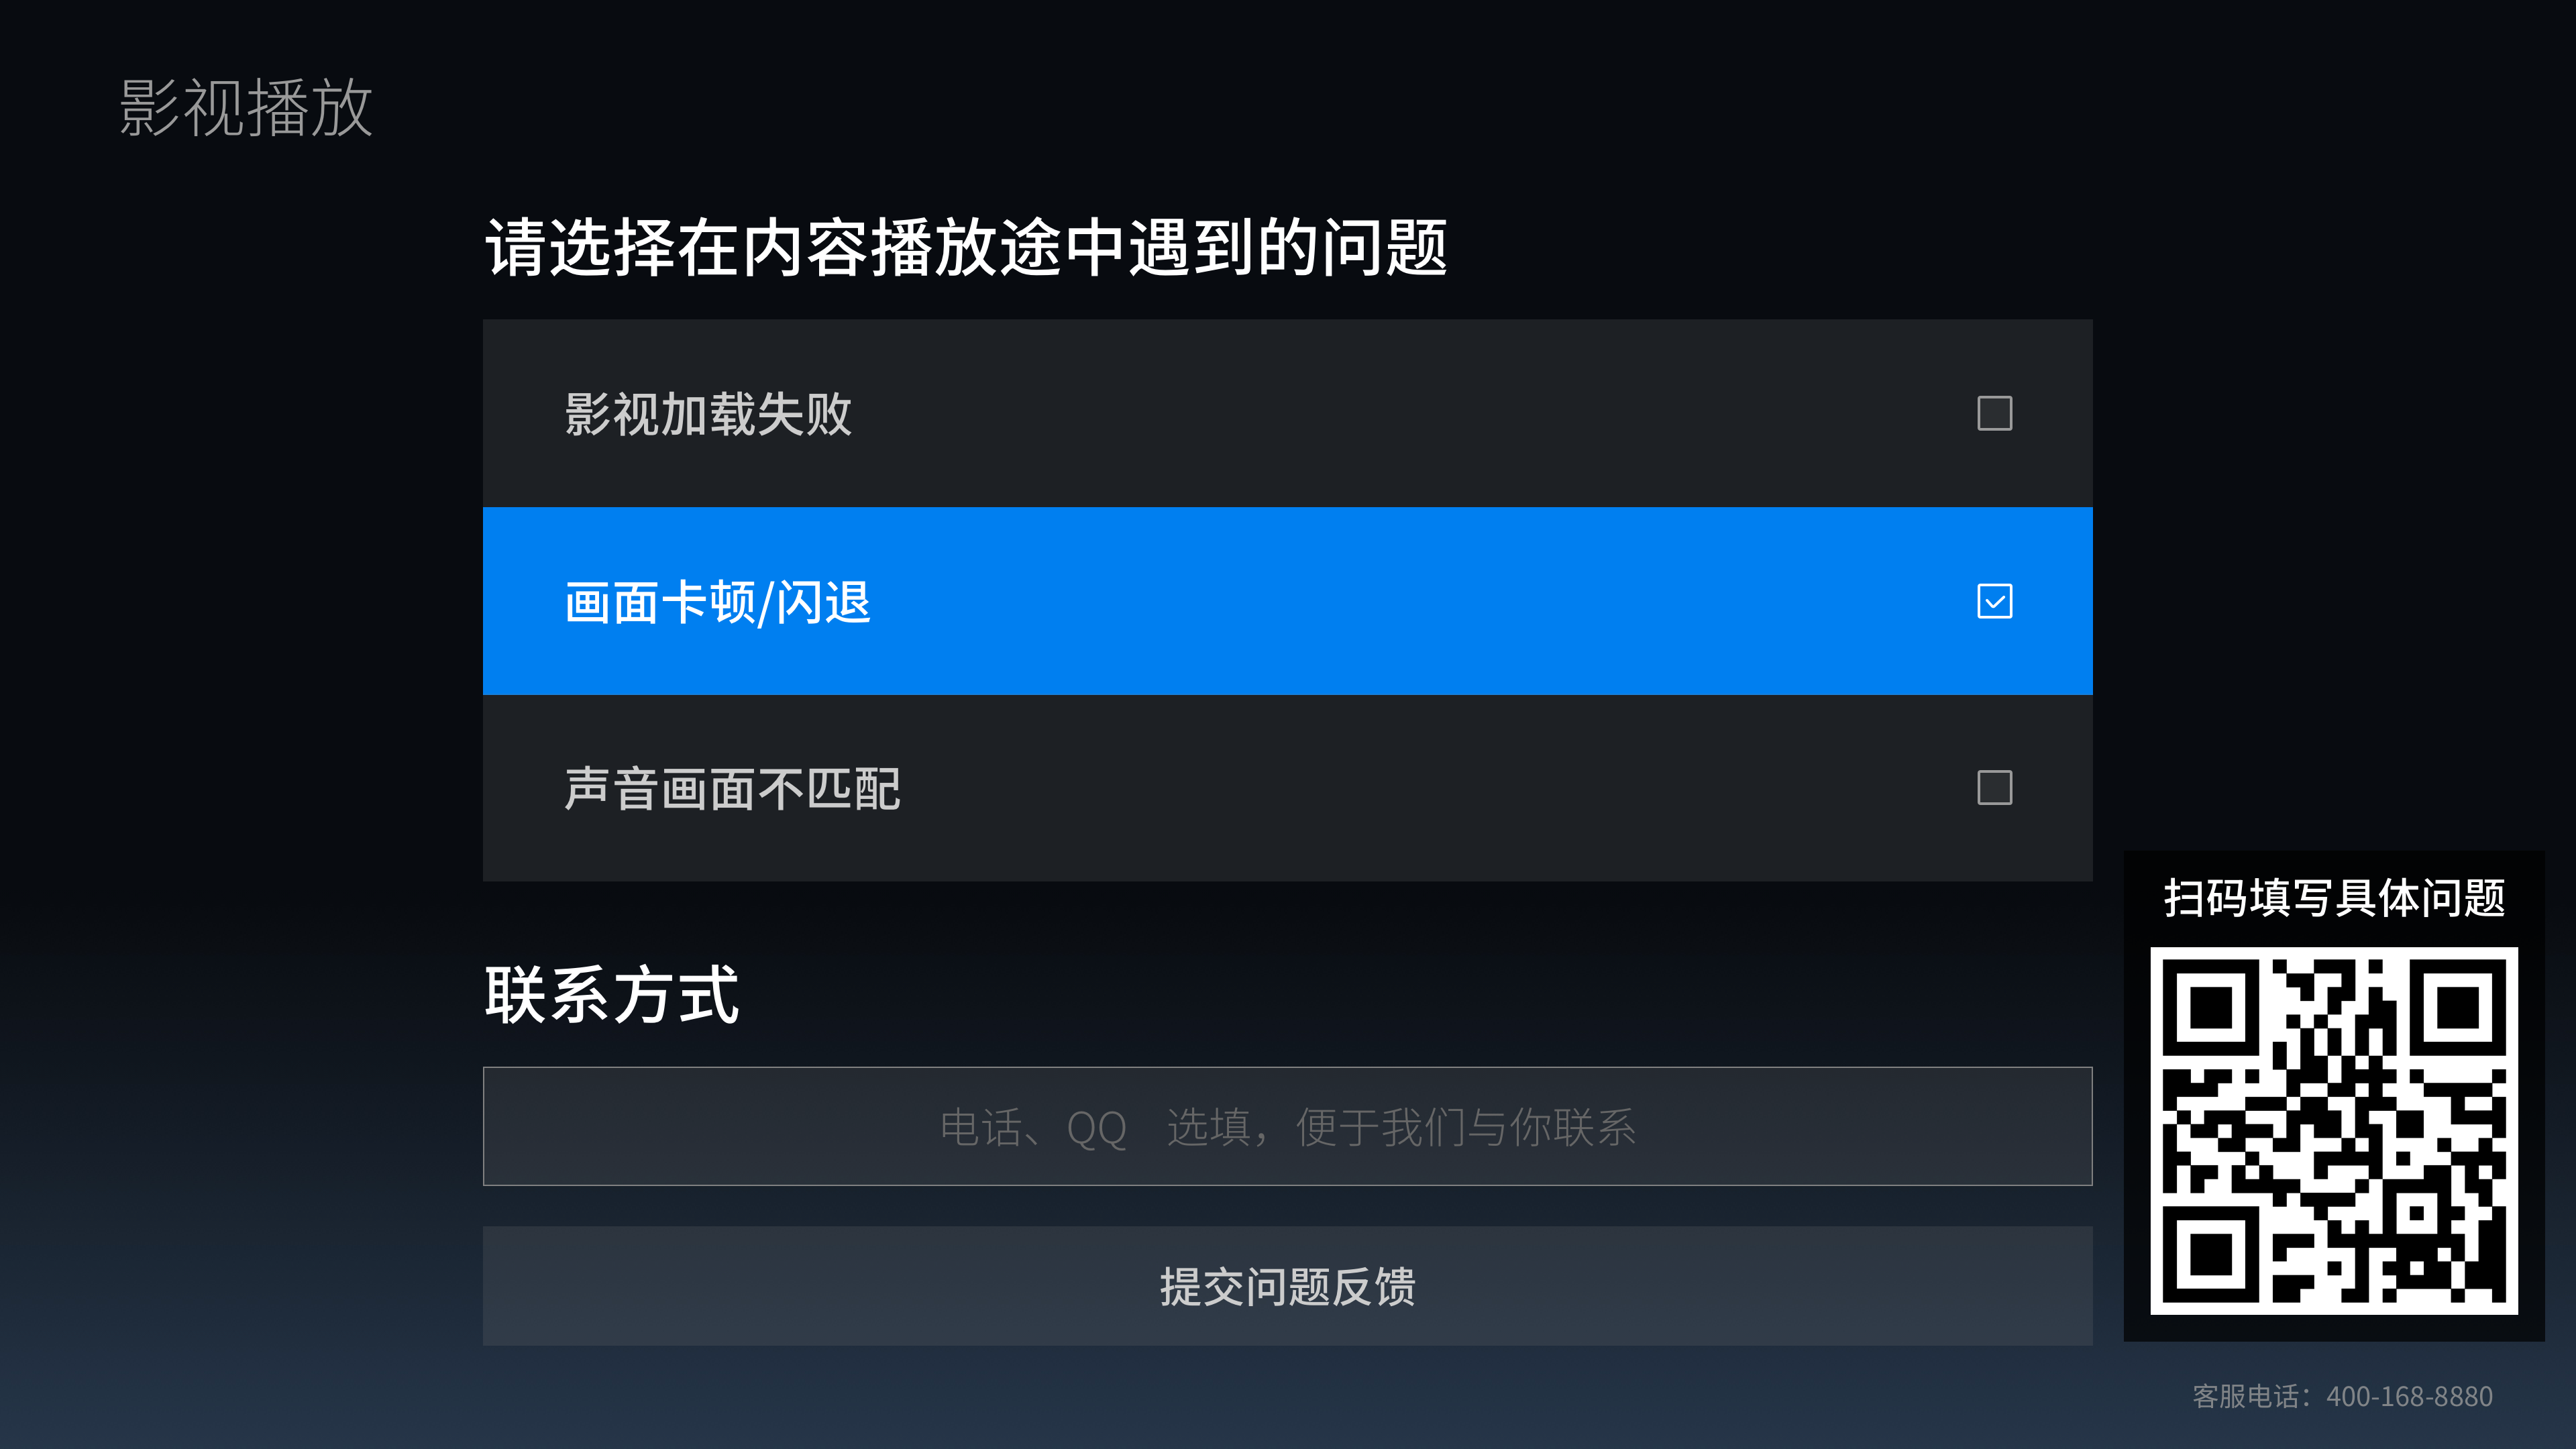 影视播放
请选择在内容播放途中遇到的问题
影视加载失败
画面卡顿/闪退
声音画面不匹配
联系方式
电话、QQ 选填，便于我们与你联系
提交问题反馈
扫码填写具体问题
客服电话：400-168-8880